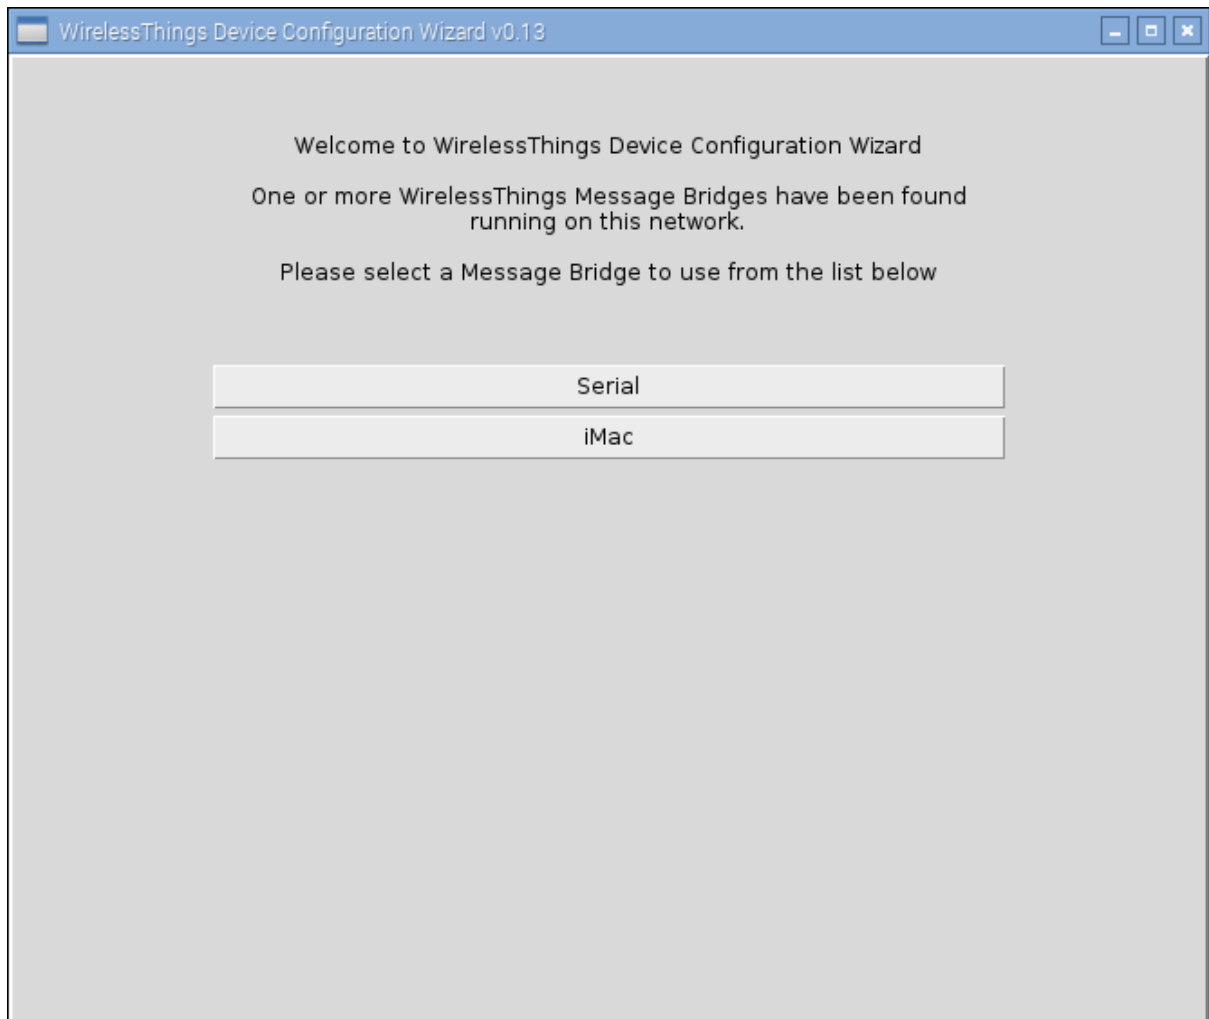 WirelessThings Device Configuration Wizard v0.13
Welcome to WirelessThings Device Configuration Wizard
One or more WirelessThings Message Bridges have been found
running on this network.
Please select a Message Bridge to use from the list below
Serial
iMac